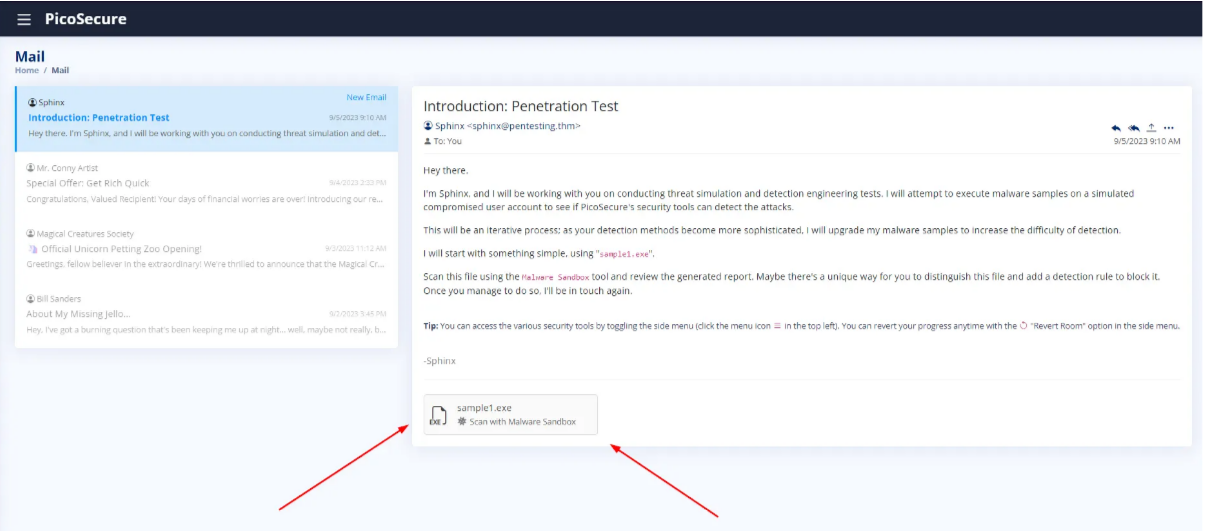 ☰ PicoSecure
Mail
Home / Mail
Sphinx New Email
Introduction: Penetration Test 9/5/2023 9:10 AM
Hey there. I'm Sphinx, and I will be working with you on conducting threat simulation and det...
Mr. Conny Artist
Special Offer: Get Rich Quick 9/4/2023 2:23 PM
Congratulations, Valued Recipient! Your days of financial worries are over! Introducing our re...
Magical Creatures Society
Official Unicorn Petting Zoo Opening! 9/3/2023 11:12 AM
Greetings, fellow believer in the extraordinary! We're thrilled to announce that the Magical Cr...
Bill Sanders
About My Missing Jello... 9/2/2023 3:45 PM
Hey, I've got a burning question that's been keeping me up at night... well, maybe not really, b...
Introduction: Penetration Test
Sphinx <sphinx@pentesting.thm>
To: You 9/5/2023 9:10 AM
Hey there.
I'm Sphinx, and I will be working with you on conducting threat simulation and detection engineering tests. I will attempt to execute malware samples on a simulated
compromised user account to see if PicoSecure's security tools can detect the attacks.
This will be an iterative process; as your detection methods become more sophisticated, I will upgrade my malware samples to increase the difficulty of detection.
I will start with something simple, using "sample1.exe".
Scan this file using the Malware Sandbox tool and review the generated report. Maybe there's a unique way for you to distinguish this file and add a detection rule to block it.
Once you manage to do so, I'll be in touch again.
Tip: You can access the various security tools by toggling the side menu (click the menu icon ☰ in the top left). You can revert your progress anytime with the "Revert Room" option in the side menu.
-Sphinx
sample1.exe
EXE Scan with Malware Sandbox